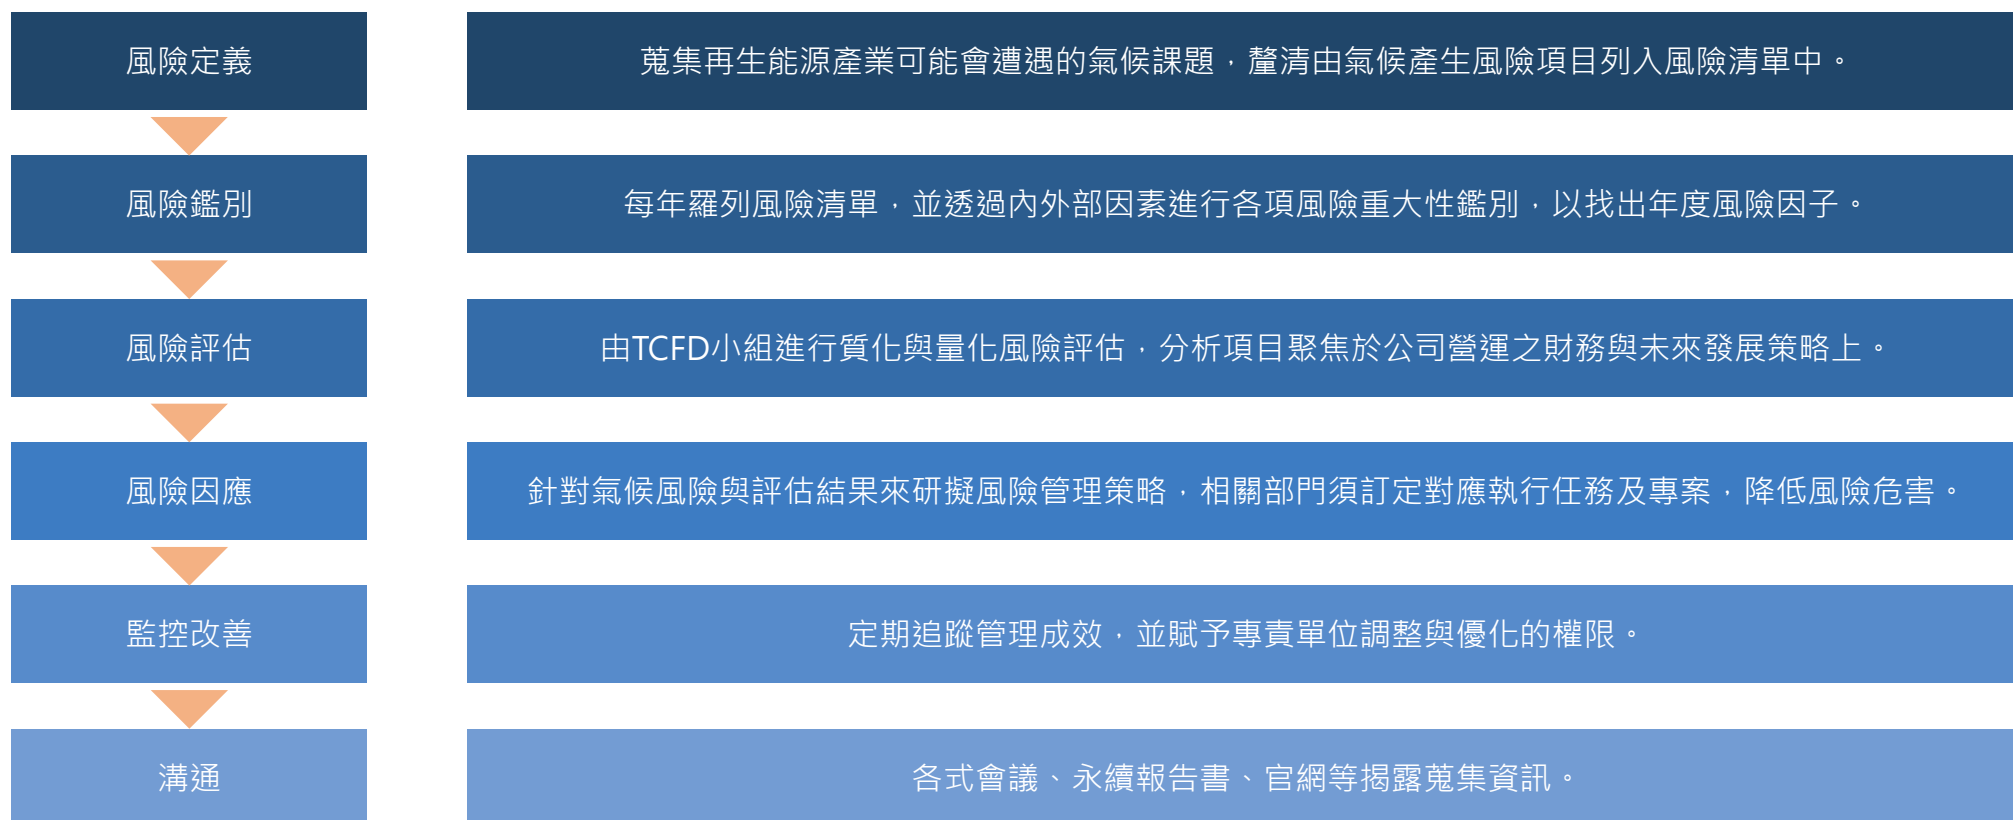 風險定義
蒐集再生能源產業可能會遭遇的氣候課題，釐清由氣候產生風險項目列入風險清單中。
風險鑑別
每年羅列風險清單，並透過內外部因素進行各項風險重大性鑑別，以找出年度風險因子。
風險評估
由TCFD小組進行質化與量化風險評估，分析項目聚焦於公司營運之財務與未來發展策略上。
風險因應
針對氣候風險與評估結果來研擬風險管理策略，相關部門須訂定對應執行任務及專案，降低風險危害。
監控改善
定期追蹤管理成效，並賦予專責單位調整與優化的權限。
溝通
各式會議、永續報告書、官網等揭露蒐集資訊。